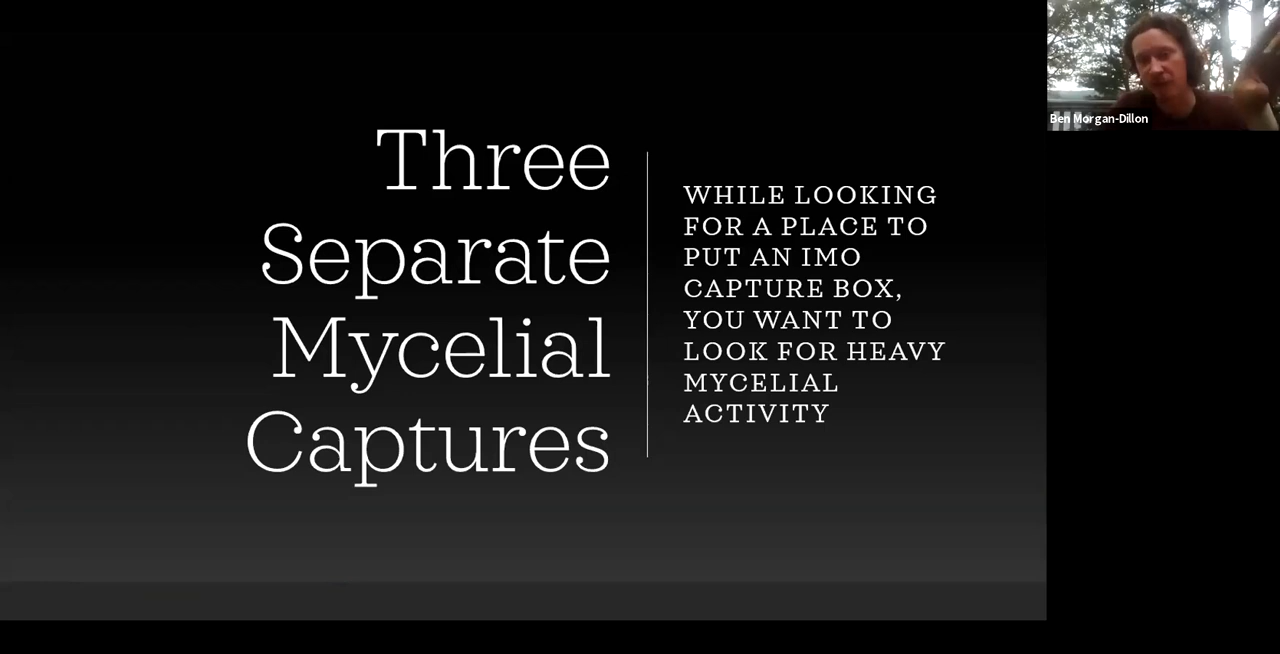 Three
Separate
Mycelial
Captures
WHILE LOOKING
FOR A PLACE TO
PUT AN IMO
CAPTURE BOX,
YOU WANT TO
LOOK FOR HEAVY
MYCELIAL
ACTIVITY
Ben Morgan-Dillon